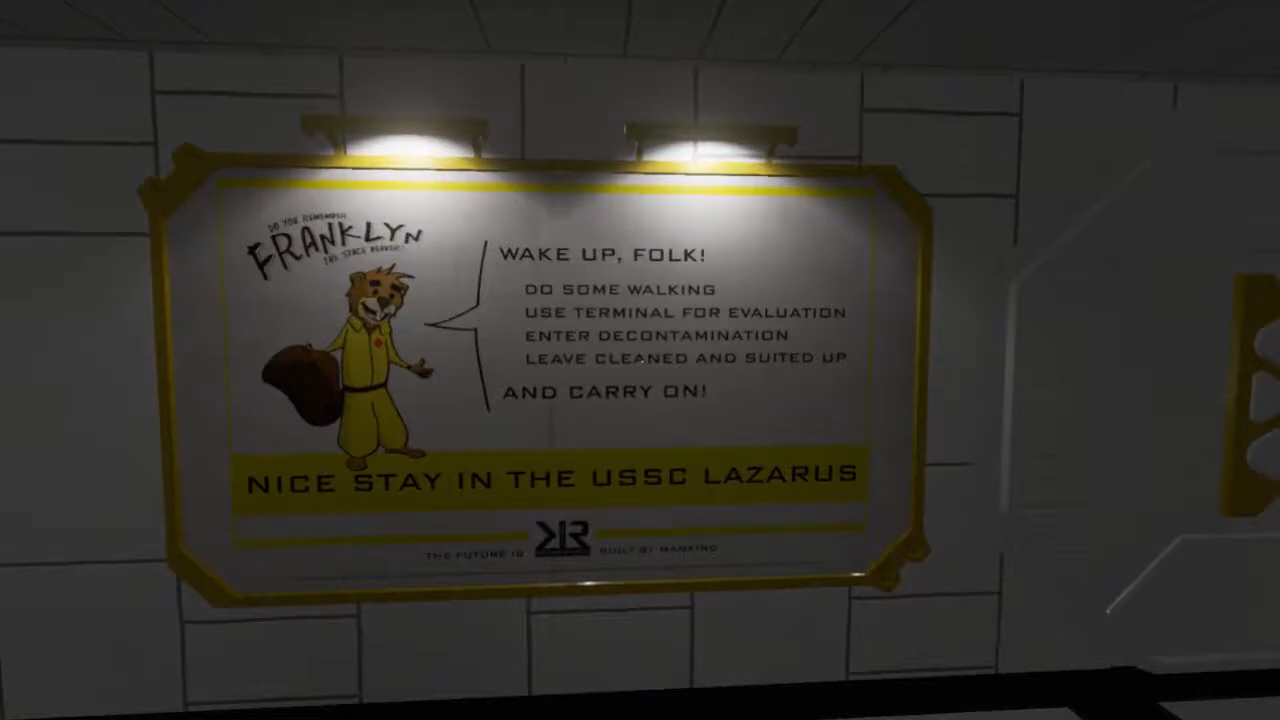 DO YOU REMEMBER
FRANKLYN
THE SPACE BEAVER?
WAKE UP, FOLK!
DO SOME WALKING
USE TERMINAL FOR EVALUATION
ENTER DECONTAMINATION
LEAVE CLEANED AND SUITED UP
AND CARRY ON!
NICE STAY IN THE USSC LAZARUS
THE FUTURE IS
BUILT BY MANKIND